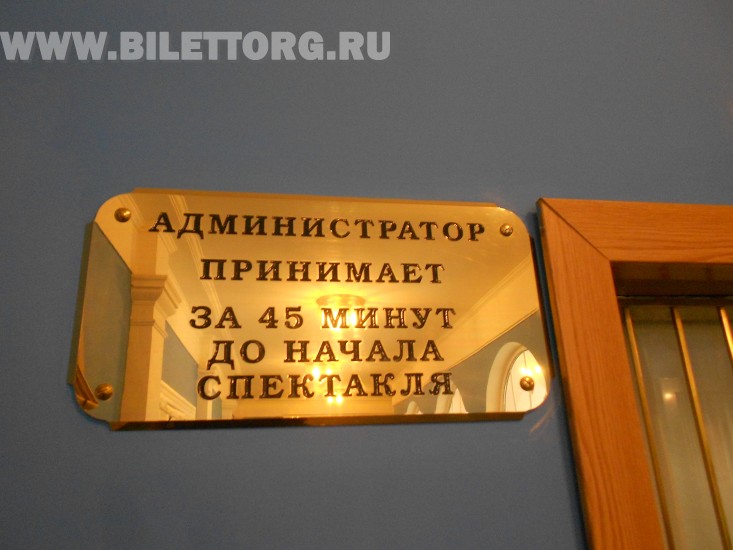 WWW.BILETTORG.RU
АДМИНИСТРАТОР
ПРИНИМАЕТ
ЗА 45 МИНУТ
ДО НАЧАЛА
СПЕКТАКЛЯ